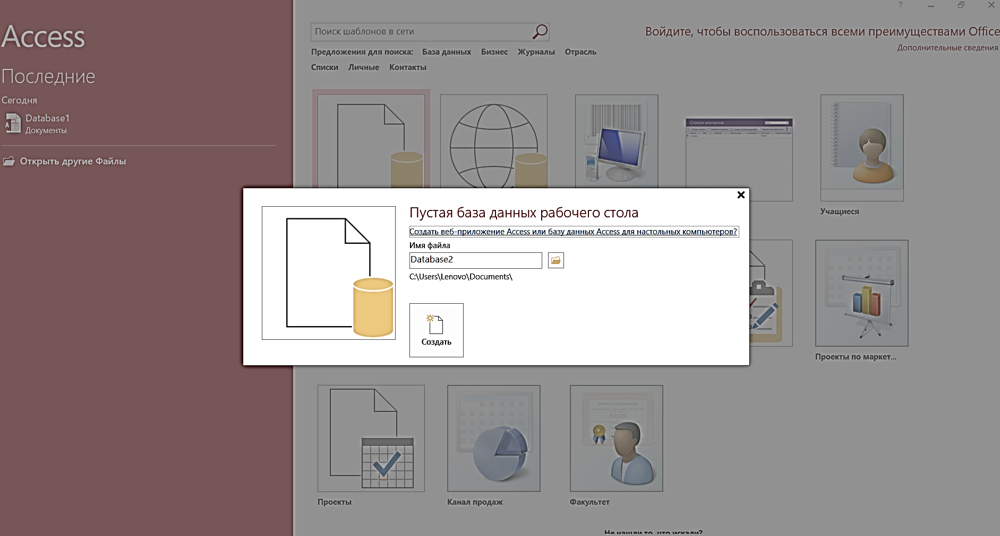 Access
Последние
Сегодня
Database1
Документы
Открыть другие Файлы
?
Поиск шаблонов в сети
Войдите, чтобы воспользоваться всеми преимуществами Office
Дополнительные сведения
Предложения для поиска: База данных Бизнес Журналы Отрасль
Списки Личные Контакты
Список контактов
Учащиеся
Пустая база данных рабочего стола
Создать веб-приложение Access или базу данных Access для настольных компьютеров?
Имя файла
Database2
C:\Users\Lenovo\Documents\
Создать
Проекты по маркет...
Проекты
Канал продаж
Факультет
Не нашли то, что искали?